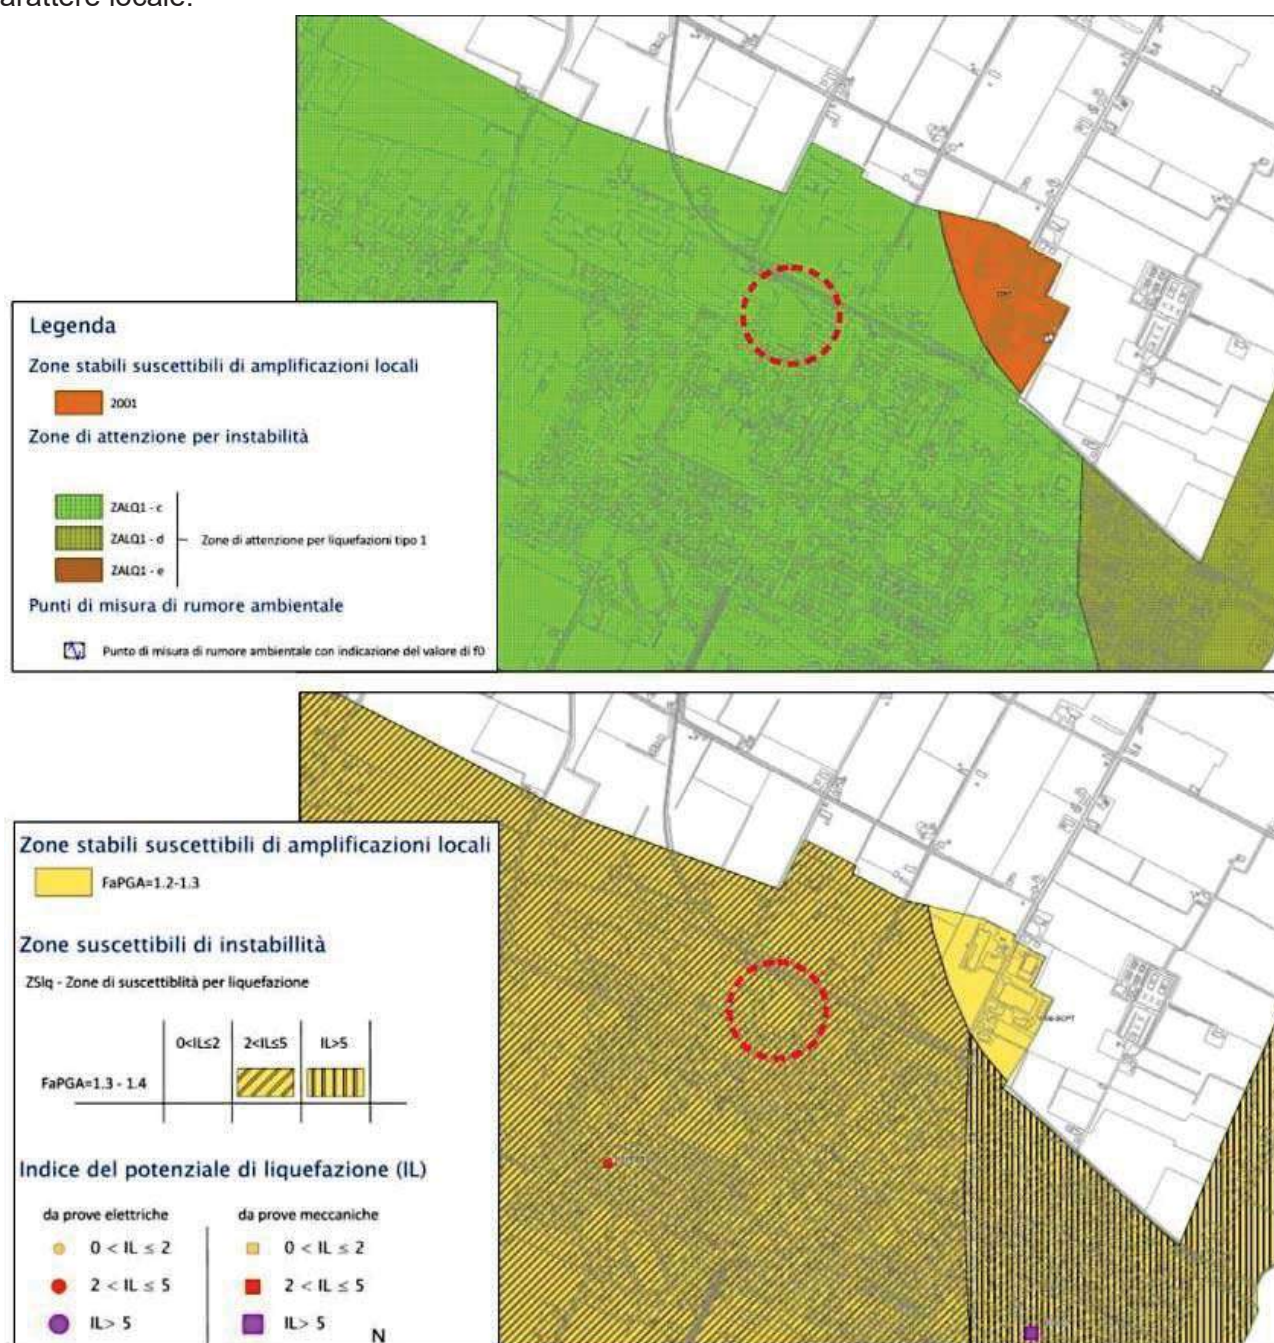 arattere locale.
Legenda
Zone stabili suscettibili di amplificazioni locali
2001
Zone di attenzione per instabilità
ZALQ1 - c
ZALQ1 - d
Zone di attenzione per liquefazioni tipo 1
ZALQ1 - e
Punti di misura di rumore ambientale
Punto di misura di rumore ambientale con indicazione del valore di f0
Zone stabili suscettibili di amplificazioni locali
FaPGA=1.2-1.3
Zone suscettibili di instabillità
ZSlq - Zone di suscettiblità per liquefazione
0<IL≤2 2<IL≤5 IL>5
FaPGA=1.3 - 1.4
Indice del potenziale di liquefazione (IL)
da prove elettriche da prove meccaniche
0 < IL ≤ 2 0 < IL ≤ 2
2 < IL ≤ 5 2 < IL ≤ 5
IL> 5 IL> 5
N